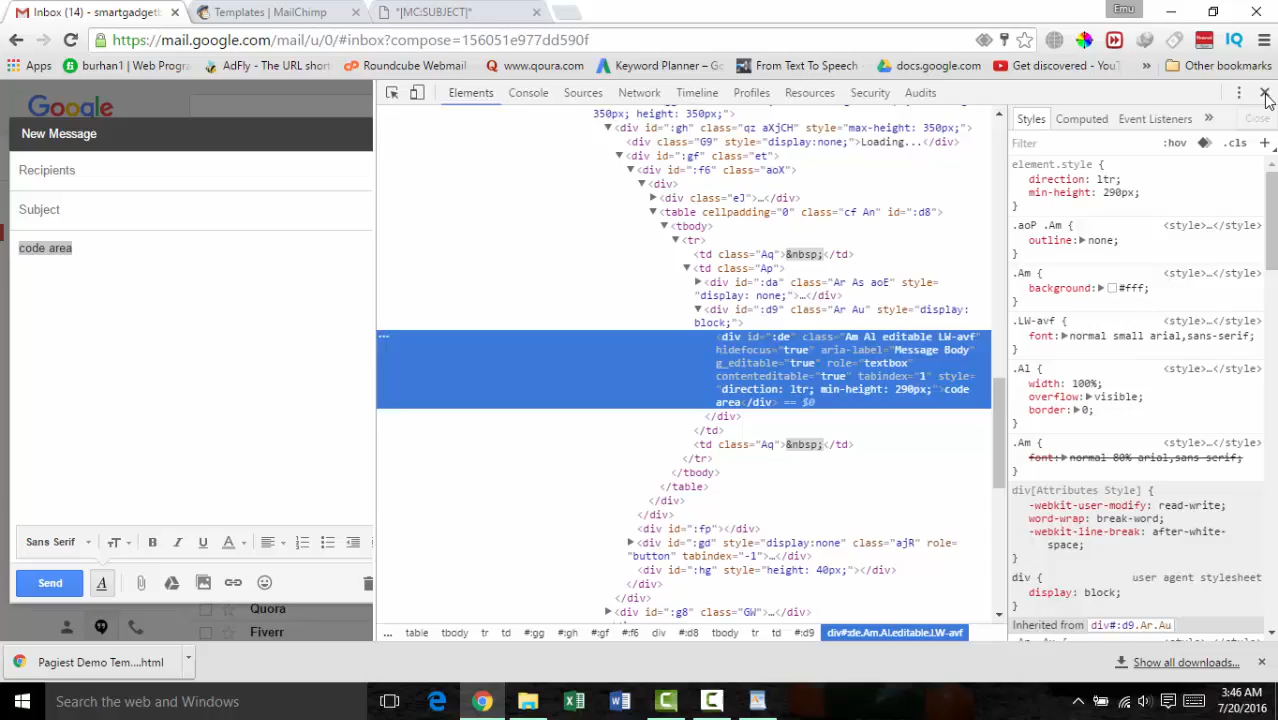 Inbox (14) - smartgadgetb
Templates | MailChimp
*|MC:SUBJECT|*
Emu
https://mail.google.com/mail/u/0/#inbox?compose=156051e977dd590f
Apps
burhan1 | Web Progra
AdFly - The URL short
Roundcube Webmail
www.qoura.com
Keyword Planner – Go
From Text To Speech
docs.google.com
Get discovered - YouT
»
Other bookmarks
Google
New Message
Recipients
Subject
code area
Sans Serif
Send
Quora
Fiverr
Elements Console Sources Network Timeline Profiles Resources Security Audits
350px; height: 350px;">
<div id=":gh" class="qz aXjCH" style="max-height: 350px;">
<div class="G9" style="display:none;">Loading...</div>
<div id=":gf" class="et">
<div id=":f6" class="aoX">
<div>
<div class="eJ">…</div>
<table cellpadding="0" class="cf An" id=":d8">
<tbody>
<tr>
<td class="Aq">&nbsp;</td>
<td class="Ap">
<div id=":da" class="Ar As aoE" style=
"display: none;">…</div>
<div id=":d9" class="Ar Au" style="display:
block;">
<div id=":de" class="Am Al editable LW-avf"
hidefocus="true" aria-label="Message Body"
g_editable="true" role="textbox"
contenteditable="true" tabindex="1" style=
"direction: ltr; min-height: 290px;">code
area</div> == $0
</div>
</td>
<td class="Aq">&nbsp;</td>
</tr>
</tbody>
</table>
</div>
</div>
<div id=":fp"></div>
<div id=":gd" style="display:none" class="ajR" role=
"button" tabindex="-1">…</div>
<div id=":hg" style="height: 40px;"></div>
</div>
</div>
<div id=":g8" class="GW">…</div>
... table tbody tr td #:gg #:gh #:gf #:f6 div #:d8 tbody tr td #:d9 div#:de.Am.Al.editable.LW-avf
Styles Computed Event Listeners »
Close
Filter :hov .cls +
element.style {
direction: ltr;
min-height: 290px;
}
.aoP .Am { <style>…</style>
outline: none;
}
.Am { <style>…</style>
background: #fff;
}
.LW-avf { <style>…</style>
font: normal small arial,sans-serif;
}
.Al { <style>…</style>
width: 100%;
overflow: visible;
border: 0;
}
.Am { <style>…</style>
font: normal 80% arial,sans-serif;
}
div[Attributes Style] {
-webkit-user-modify: read-write;
word-wrap: break-word;
-webkit-line-break: after-white-
space;
}
div { user agent stylesheet
display: block;
}
Inherited from div#:d9.Ar.Au
Pagiest Demo Tem....html
Show all downloads...
Search the web and Windows
3:46 AM
7/20/2016